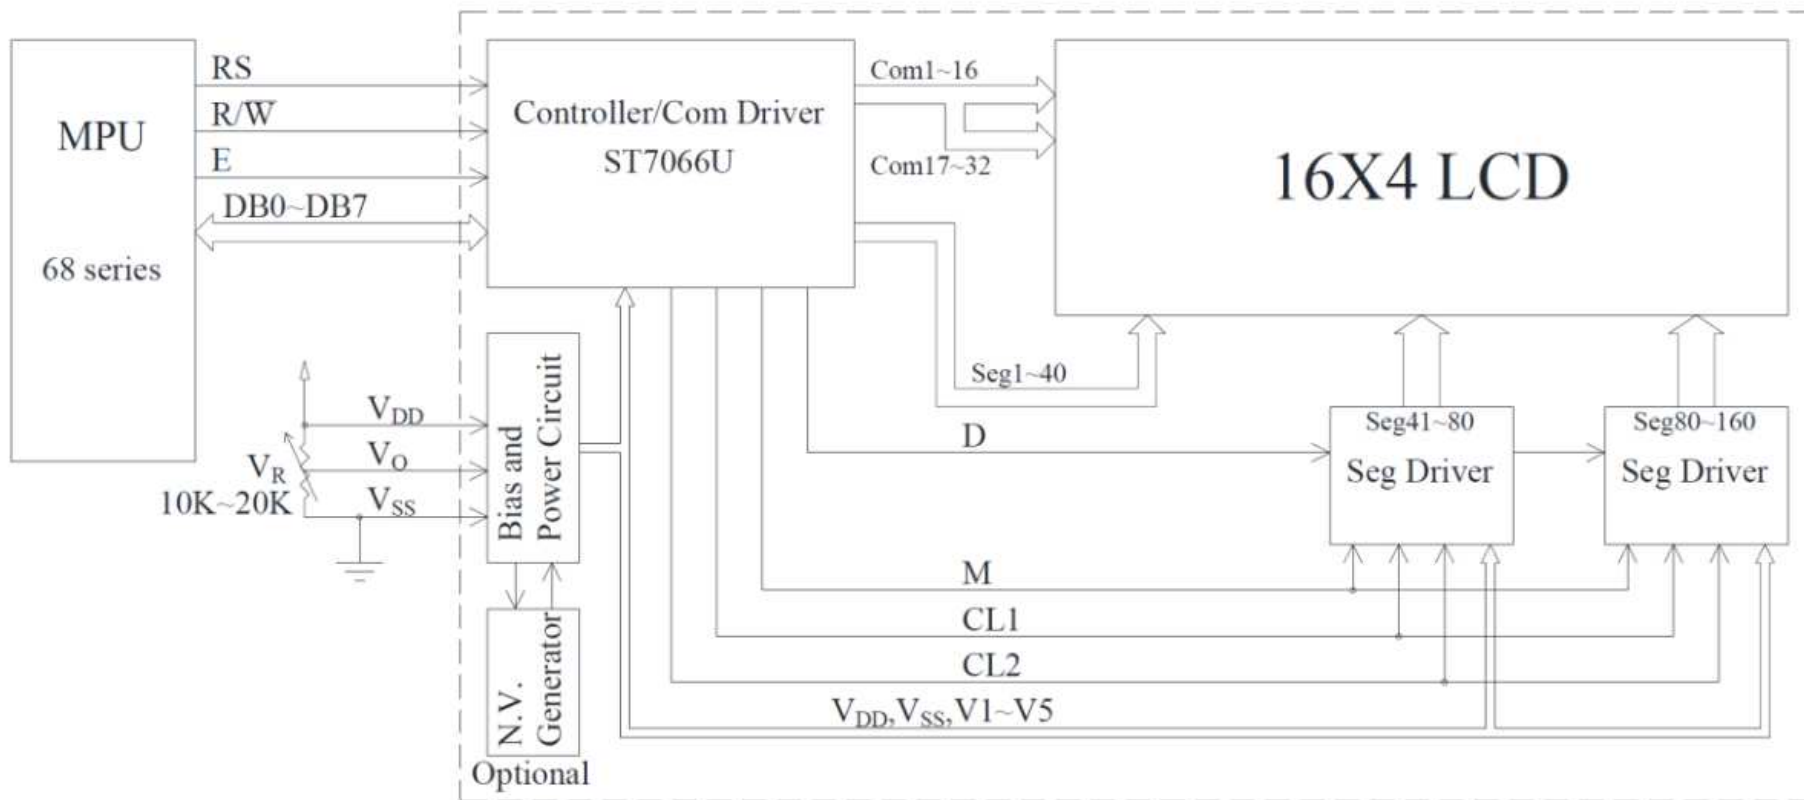 MPU
68 series
RS
R/W̅
E
DB0~DB7
Controller/Com Driver
ST7066U
Com1~16
Com17~32
16X4 LCD
Seg1~40
D
Seg41~80
Seg Driver
Seg80~160
Seg Driver
VDD
VO
VSS
VR
10K~20K
Bias and
Power Circuit
N.V.
Generator
Optional
M
CL1
CL2
VDD,VSS,V1~V5